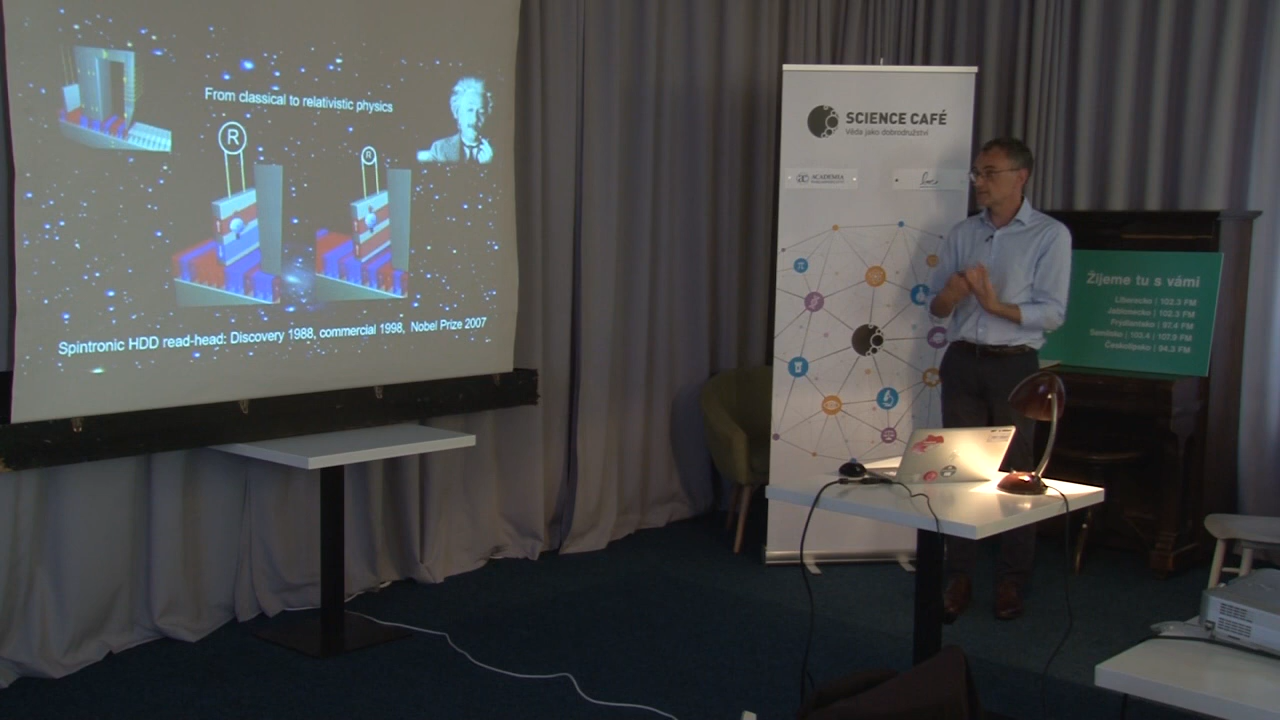 From classical to relativistic physics
R
R
Spintronic HDD read-head: Discovery 1988, commercial 1998, Nobel Prize 2007
SCIENCE CAFÉ
Věda jako dobrodružství
ACADEMIA
Žijeme tu s vámi
Liberecko | 102.3 FM
Jablonecko | 102.3 FM
Frýdlantsko | 97.4 FM
Semilsko | 103.4 | 107.9 FM
Českolipsko | 94.3 FM